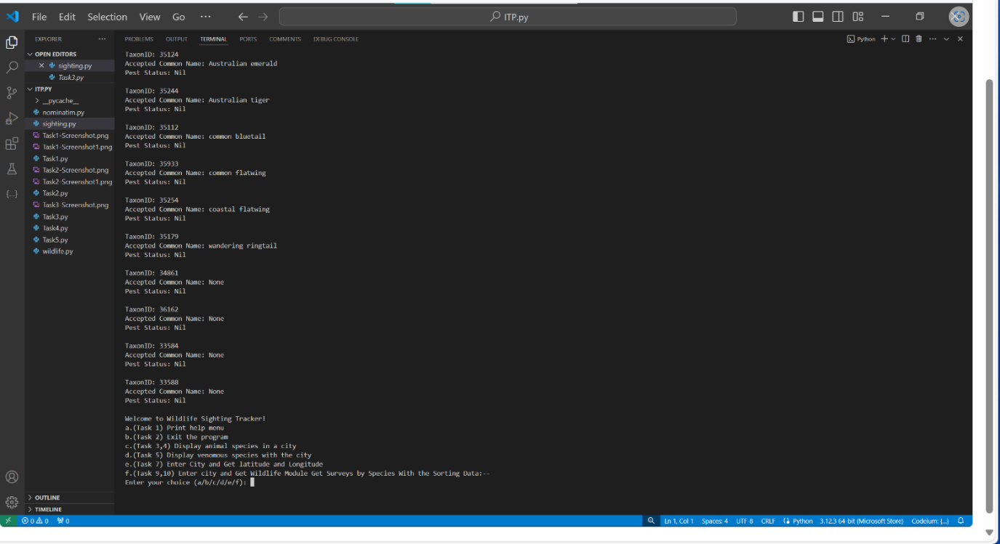 File Edit Selection View Go ··· ← → ITP.py
EXPLORER ···
OPEN EDITORS
× sighting.py
Task3.py
ITP.PY
> __pycache__
nominatim.py
sighting.py
Task1-Screenshot.png
Task1-Screenshot1.png
Task1.py
Task2-Screenshot.png
Task2-Screenshot1.png
Task2.py
Task3-Screenshot.png
Task3.py
Task4.py
Task5.py
wildlife.py
> OUTLINE
> TIMELINE
PROBLEMS OUTPUT TERMINAL PORTS COMMENTS DEBUG CONSOLE
Python
TaxonID: 35124
Accepted Common Name: Australian emerald
Pest Status: Nil
TaxonID: 35244
Accepted Common Name: Australian tiger
Pest Status: Nil
TaxonID: 35112
Accepted Common Name: common bluetail
Pest Status: Nil
TaxonID: 35933
Accepted Common Name: common flatwing
Pest Status: Nil
TaxonID: 35254
Accepted Common Name: coastal flatwing
Pest Status: Nil
TaxonID: 35179
Accepted Common Name: wandering ringtail
Pest Status: Nil
TaxonID: 34861
Accepted Common Name: None
Pest Status: Nil
TaxonID: 36162
Accepted Common Name: None
Pest Status: Nil
TaxonID: 33584
Accepted Common Name: None
Pest Status: Nil
TaxonID: 33588
Accepted Common Name: None
Pest Status: Nil
Welcome to Wildlife Sighting Tracker!
a.(Task 1) Print help menu
b.(Task 2) Exit the program
c.(Task 3,4) Display animal species in a city
d.(Task 5) Display venomous species with the city
e.(Task 7) Enter City and Get latitude and Longitude
f.(Task 9,10) Enter city and Get Wildlife Module Get Surveys by Species With the Sorting Data:--
Enter your choice (a/b/c/d/e/f):
0 0 0 Ln 1, Col 1 Spaces: 4 UTF-8 CRLF Python 3.12.3 64-bit (Microsoft Store) Codeium: {...}